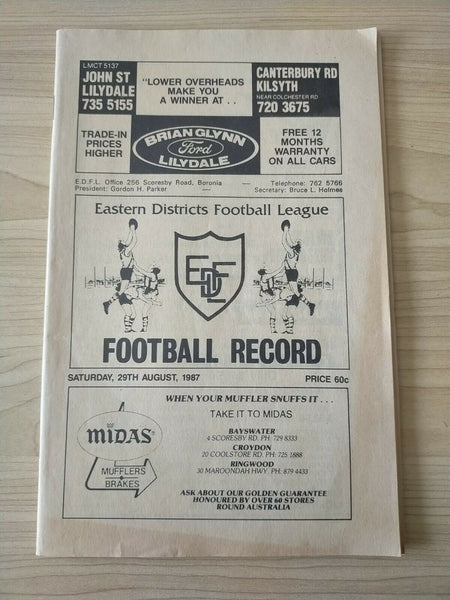 LMCT 5137
JOHN ST
LILYDALE
735 5155
"LOWER OVERHEADS
MAKE YOU
A WINNER AT . .
CANTERBURY RD
KILSYTH
NEAR COLCHESTER RD
720 3675
TRADE-IN
PRICES
HIGHER
BRIAN GLYNN
Ford
LILYDALE
FREE 12
MONTHS
WARRANTY
ON ALL CARS
E.D.F.L. Office 256 Scoresby Road, Boronia — Telephone: 762 5766
President: Gordon H. Parker — Secretary: Bruce L. Holmes
Eastern Districts Football League
EDFL
FOOTBALL RECORD
SATURDAY, 29TH AUGUST, 1987 PRICE 60c
WHEN YOUR MUFFLER SNUFFS IT . . .
TAKE IT TO MIDAS
MIDAS
MUFFLERS
BRAKES
BAYSWATER
4 SCORESBY RD. PH: 729 8333
CROYDON
20 COOLSTORE RD. PH: 725 1888
RINGWOOD
30 MAROONDAH HWY. PH: 879 4433
ASK ABOUT OUR GOLDEN GUARANTEE
HONOURED BY OVER 60 STORES
ROUND AUSTRALIA